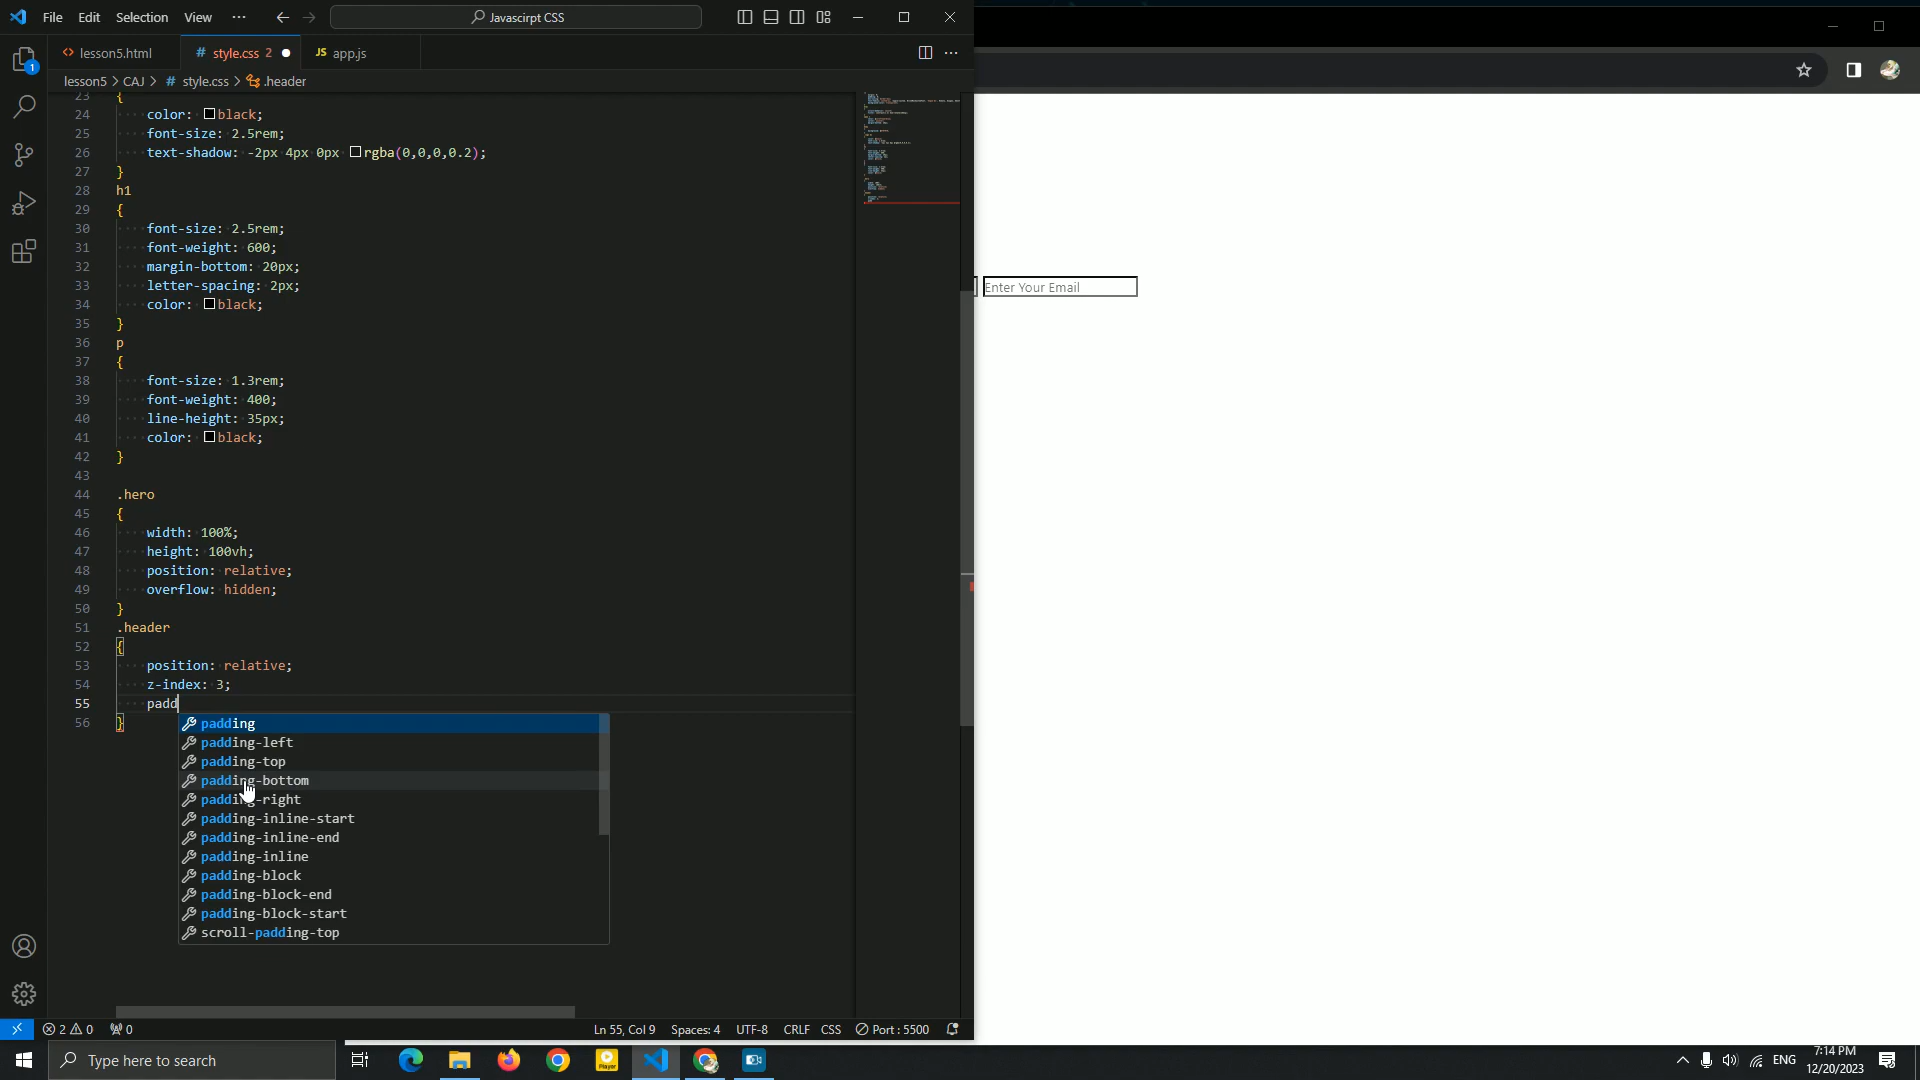 File Edit Selection View ··· Javascirpt CSS
lesson5.html style.css 2 JS app.js
lesson5 > CAJ > # style.css > .header
23 {
24 color: black;
25 font-size: 2.5rem;
26 text-shadow: -2px 4px 0px rgba(0,0,0,0.2);
27 }
28 h1
29 {
30 font-size: 2.5rem;
31 font-weight: 600;
32 margin-bottom: 20px;
33 letter-spacing: 2px;
34 color: black;
35 }
36 p
37 {
38 font-size: 1.3rem;
39 font-weight: 400;
40 line-height: 35px;
41 color: black;
42 }
43
44 .hero
45 {
46 width: 100%;
47 height: 100vh;
48 position: relative;
49 overflow: hidden;
50 }
51 .header
52 {
53 position: relative;
54 z-index: 3;
55 padd
56 }
padding
padding-left
padding-top
padding-bottom
padding-right
padding-inline-start
padding-inline-end
padding-inline
padding-block
padding-block-end
padding-block-start
scroll-padding-top
Enter Your Email
2 0 0 Ln 55, Col 9 Spaces: 4 UTF-8 CRLF CSS Port : 5500
Type here to search
ENG 7:14 PM
12/20/2023